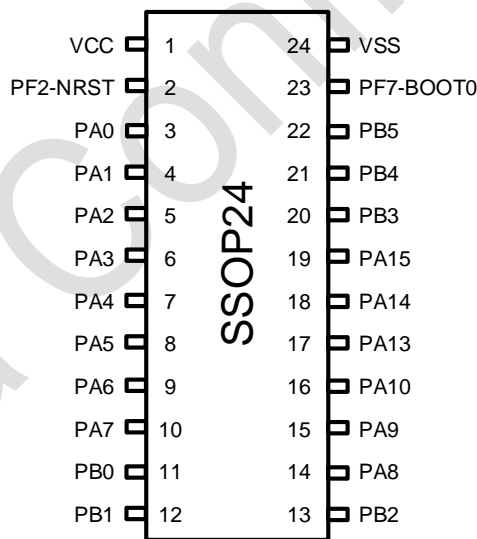 VCC 1 24 VSS
PF2-NRST 2 23 PF7-BOOT0
PA0 3 22 PB5
PA1 4 21 PB4
PA2 5 20 PB3
PA3 6 19 PA15
PA4 7 18 PA14
PA5 8 17 PA13
PA6 9 16 PA10
PA7 10 15 PA9
PB0 11 14 PA8
PB1 12 13 PB2
SSOP24